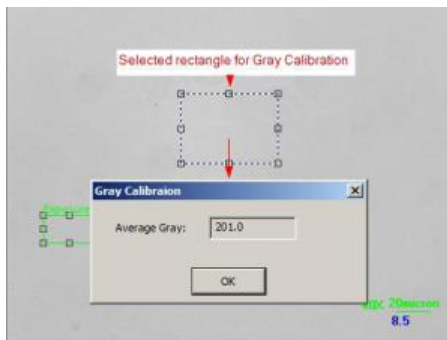 Selected rectangle for Gray Calibration
Gray Calibraion
Average Gray: 201.0
OK
20micron
8.5